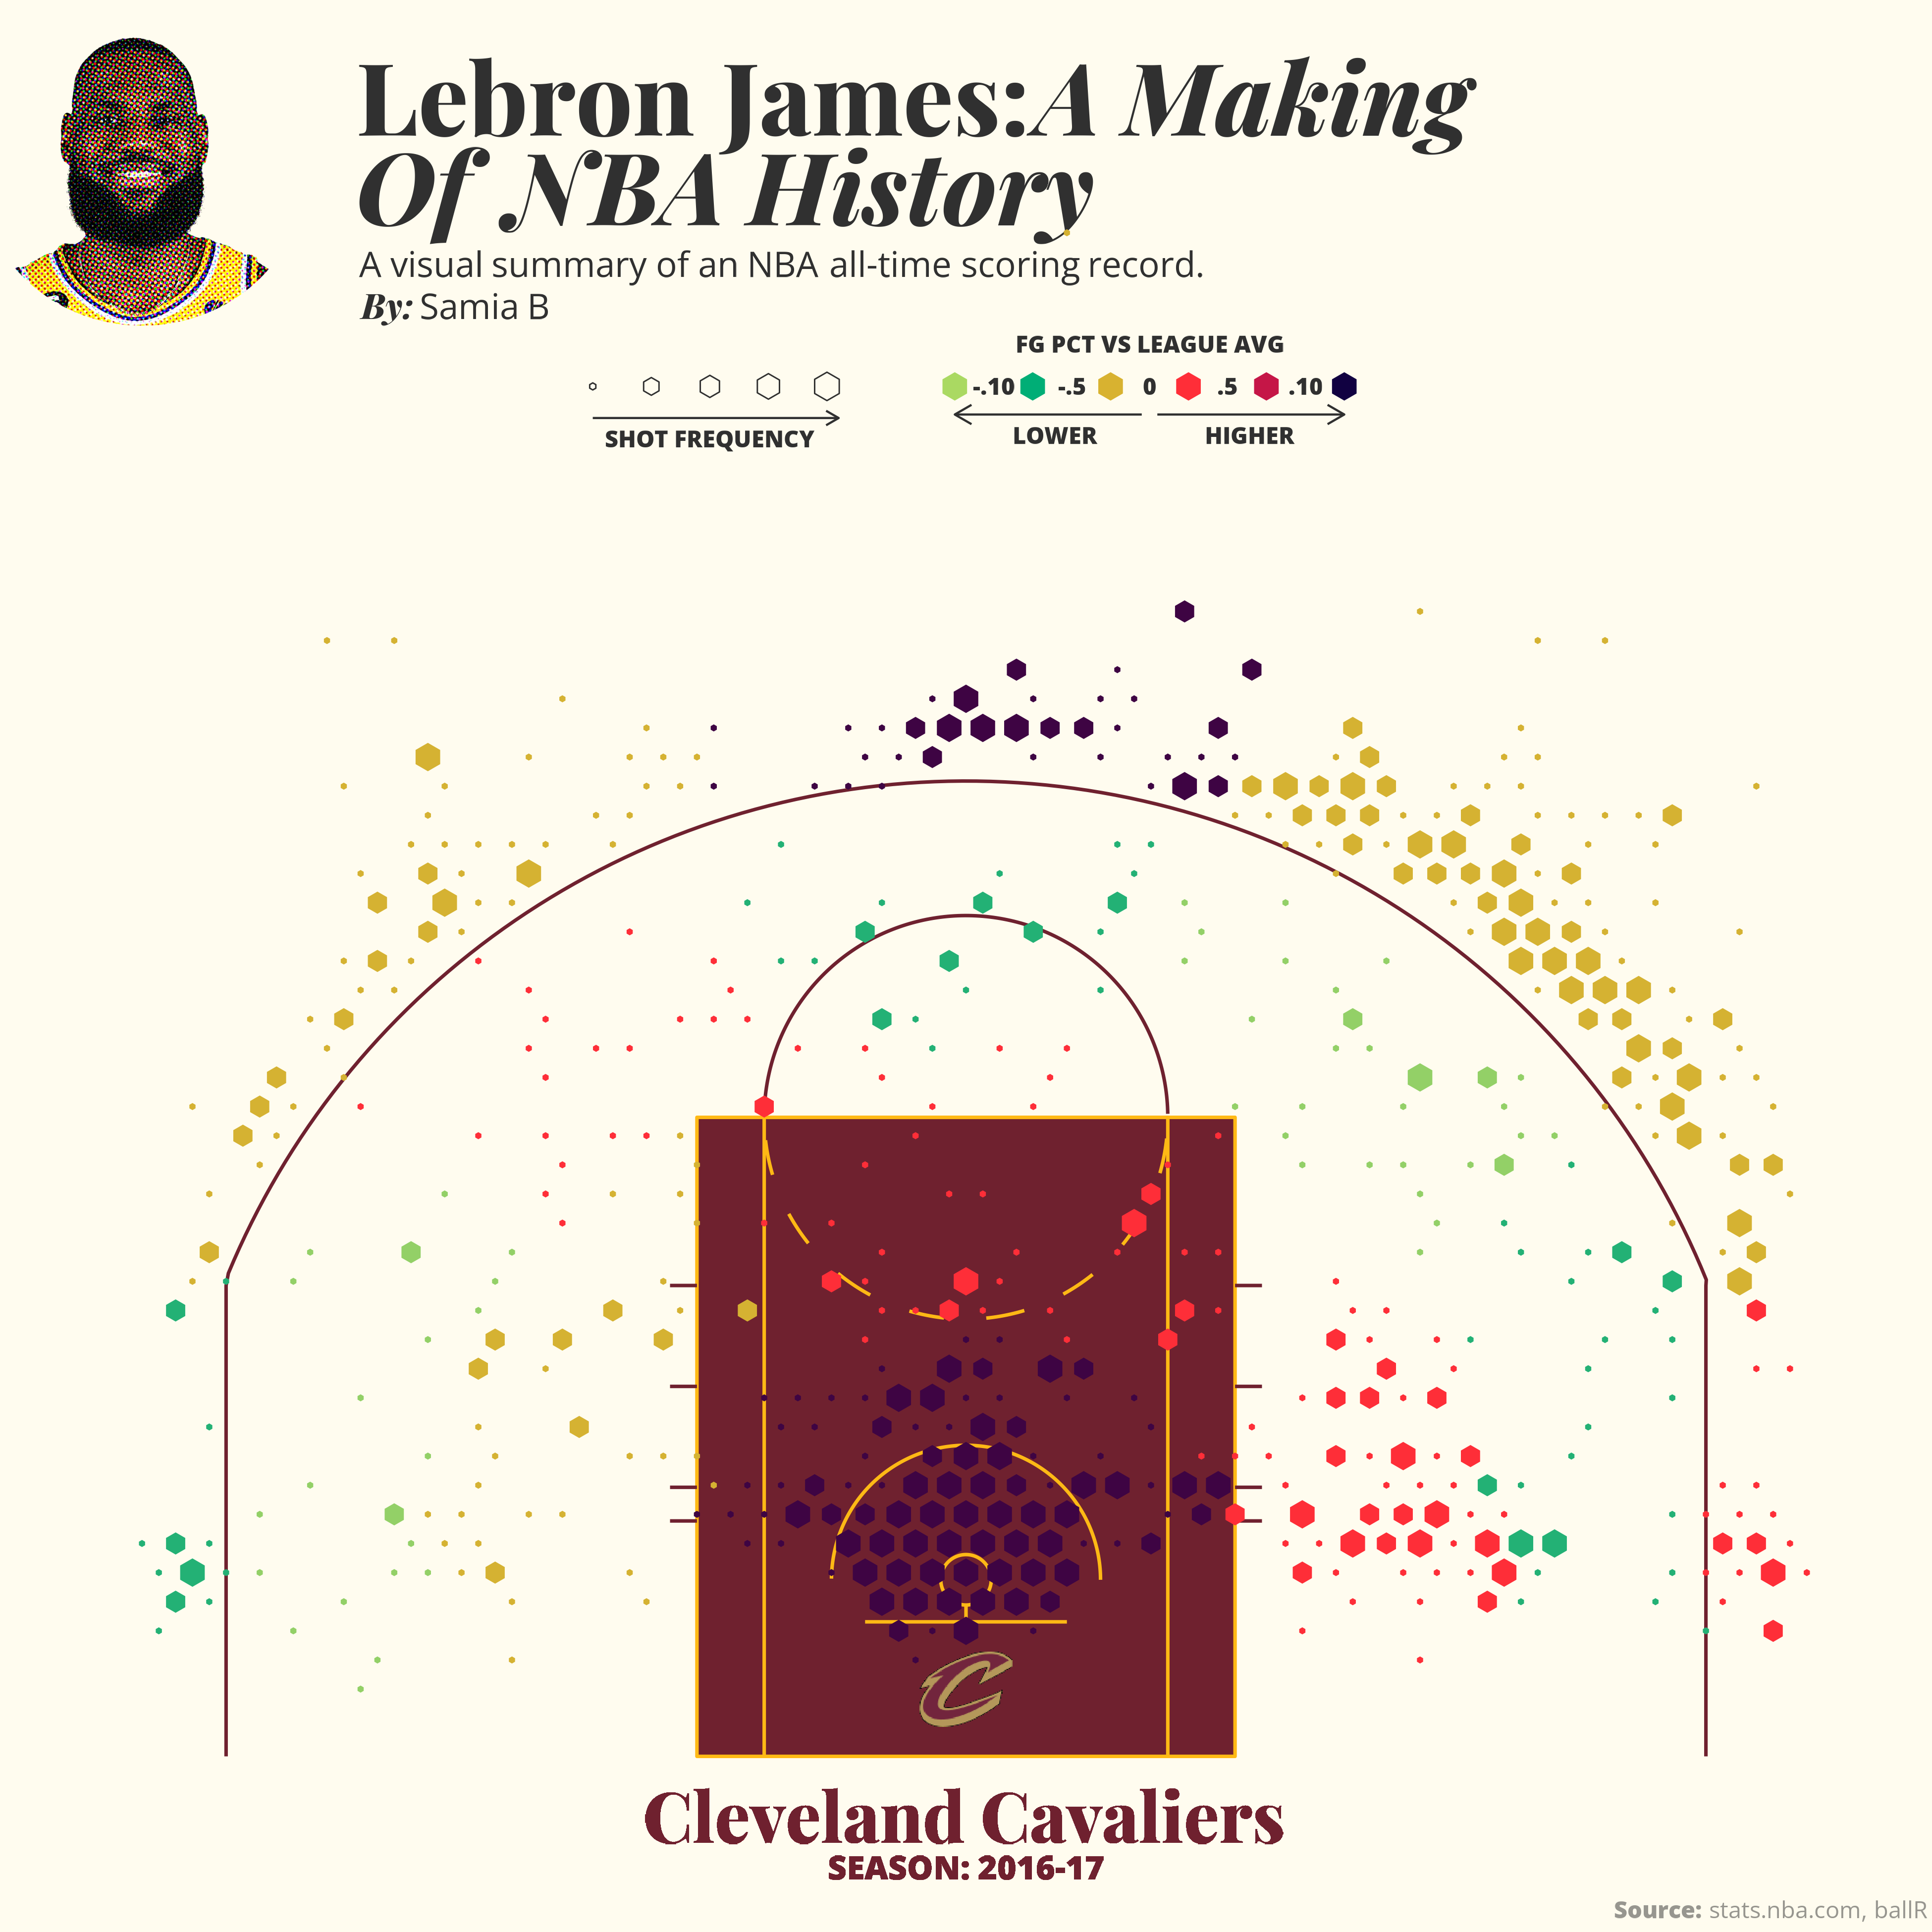 Lebron James:A Making
Of NBA History
A visual summary of an NBA all-time scoring record.
By: Samia B
FG PCT VS LEAGUE AVG
-.10 -.5 0 .5 .10
SHOT FREQUENCY
LOWER HIGHER
C
Cleveland Cavaliers
SEASON: 2016-17
Source: stats.nba.com, ballR